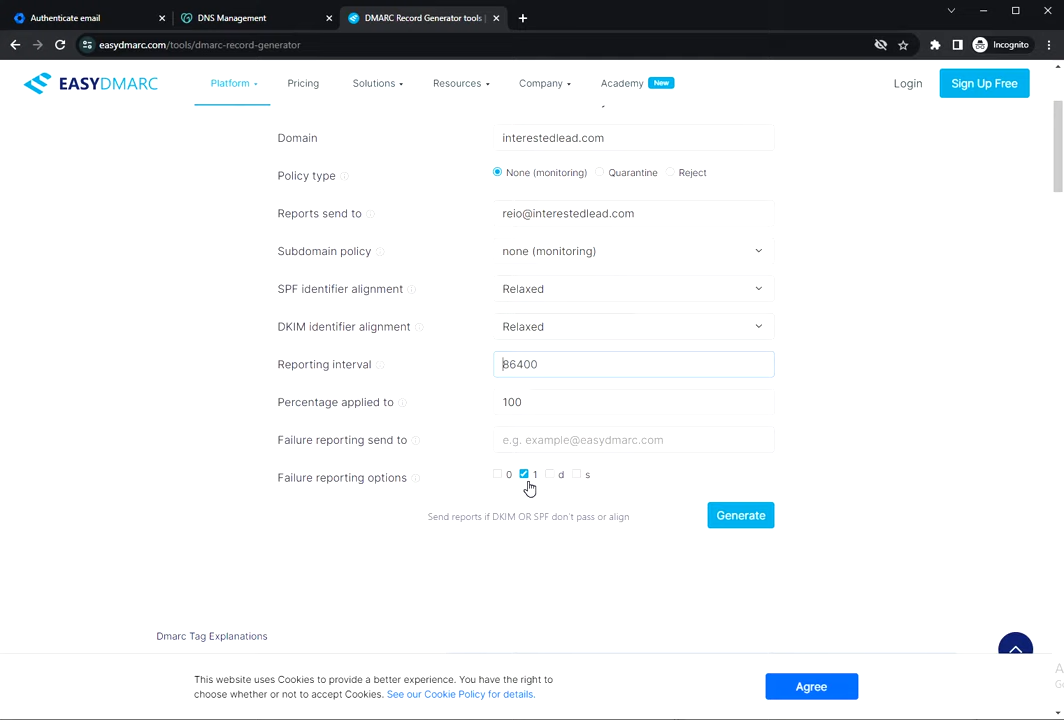 Authenticate email
DNS Management
DMARC Record Generator tools
easydmarc.com/tools/dmarc-record-generator
Incognito
EASYDMARC
Platform
Pricing
Solutions
Resources
Company
Academy
New
Login
Sign Up Free
Domain
interestedlead.com
Policy type
None (monitoring)
Quarantine
Reject
Reports send to
reio@interestedlead.com
Subdomain policy
none (monitoring)
SPF identifier alignment
Relaxed
DKIM identifier alignment
Relaxed
Reporting interval
86400
Percentage applied to
100
Failure reporting send to
e.g. example@easydmarc.com
Failure reporting options
0
1
d
s
Send reports if DKIM OR SPF don't pass or align
Generate
Dmarc Tag Explanations
This website uses Cookies to provide a better experience. You have the right to
choose whether or not to accept Cookies. See our Cookie Policy for details.
Agree